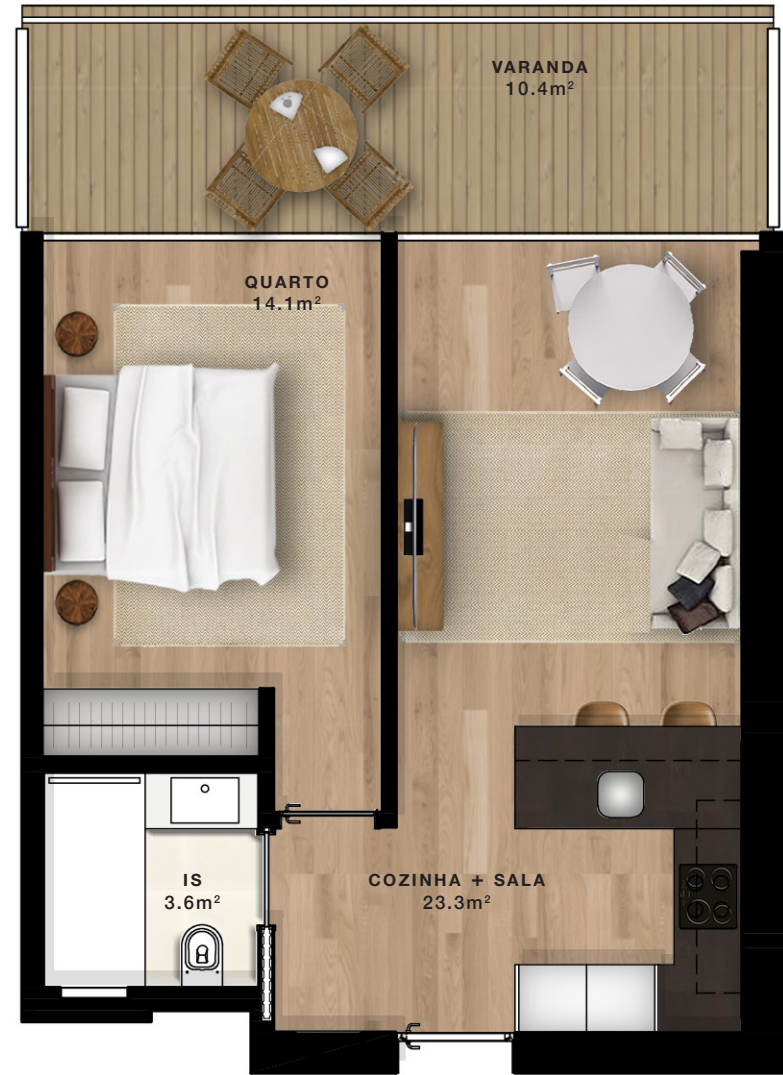 VARANDA
10.4m²
QUARTO
14.1m²
IS
3.6m²
COZINHA + SALA
23.3m²